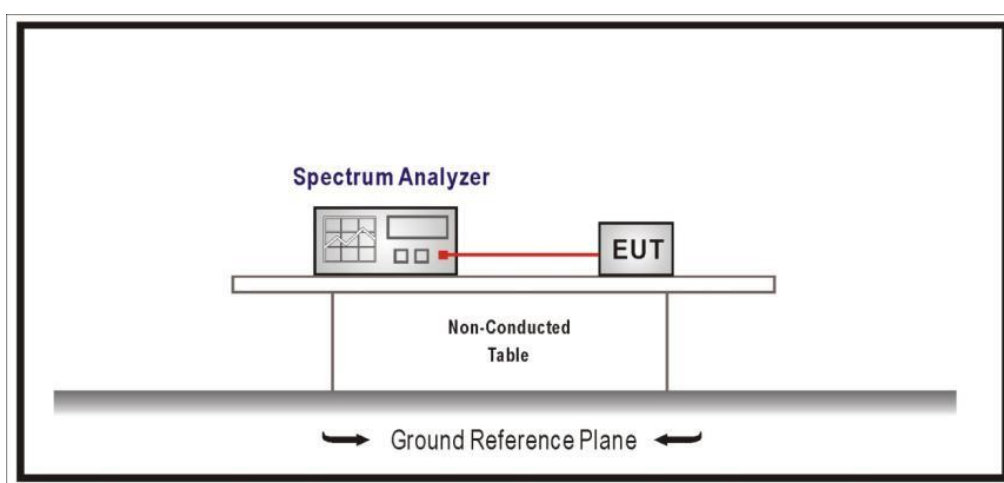 Spectrum Analyzer
EUT
Non-Conducted
Table
Ground Reference Plane